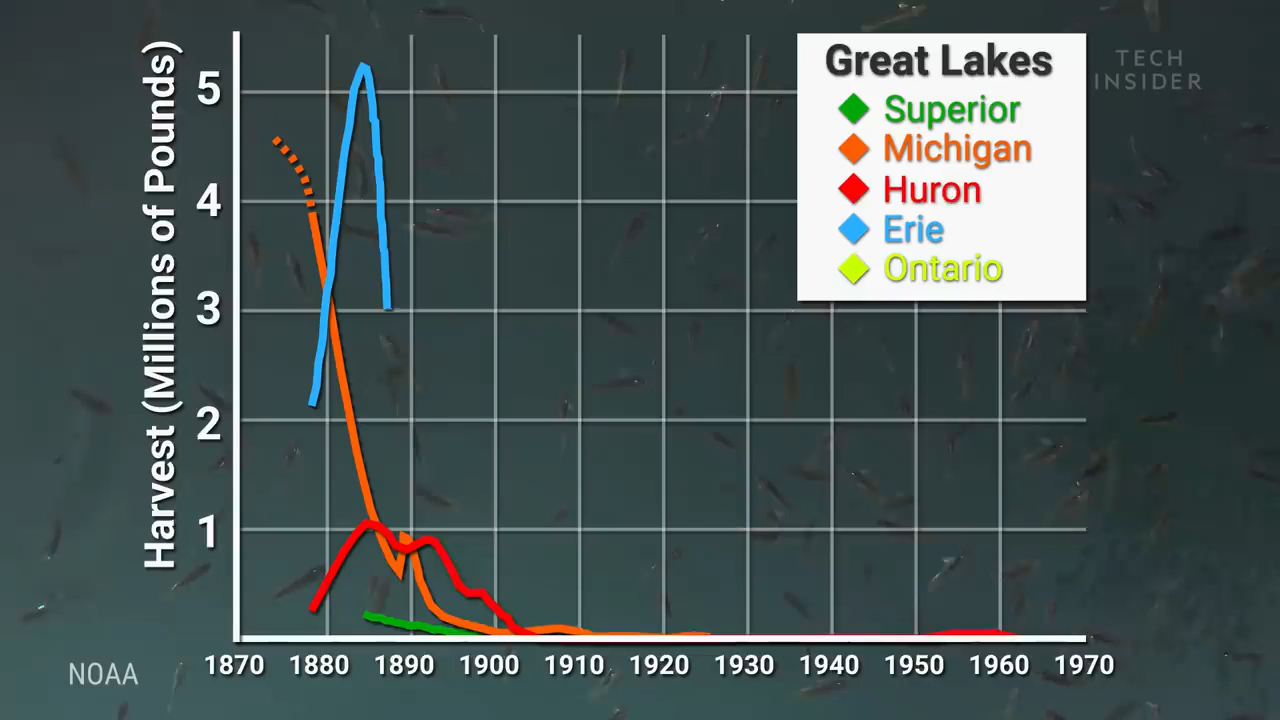 Harvest (Millions of Pounds)
5
4
3
2
1
1870 1880 1890 1900 1910 1920 1930 1940 1950 1960 1970
Great Lakes
Superior
Michigan
Huron
Erie
Ontario
TECH
INSIDER
NOAA